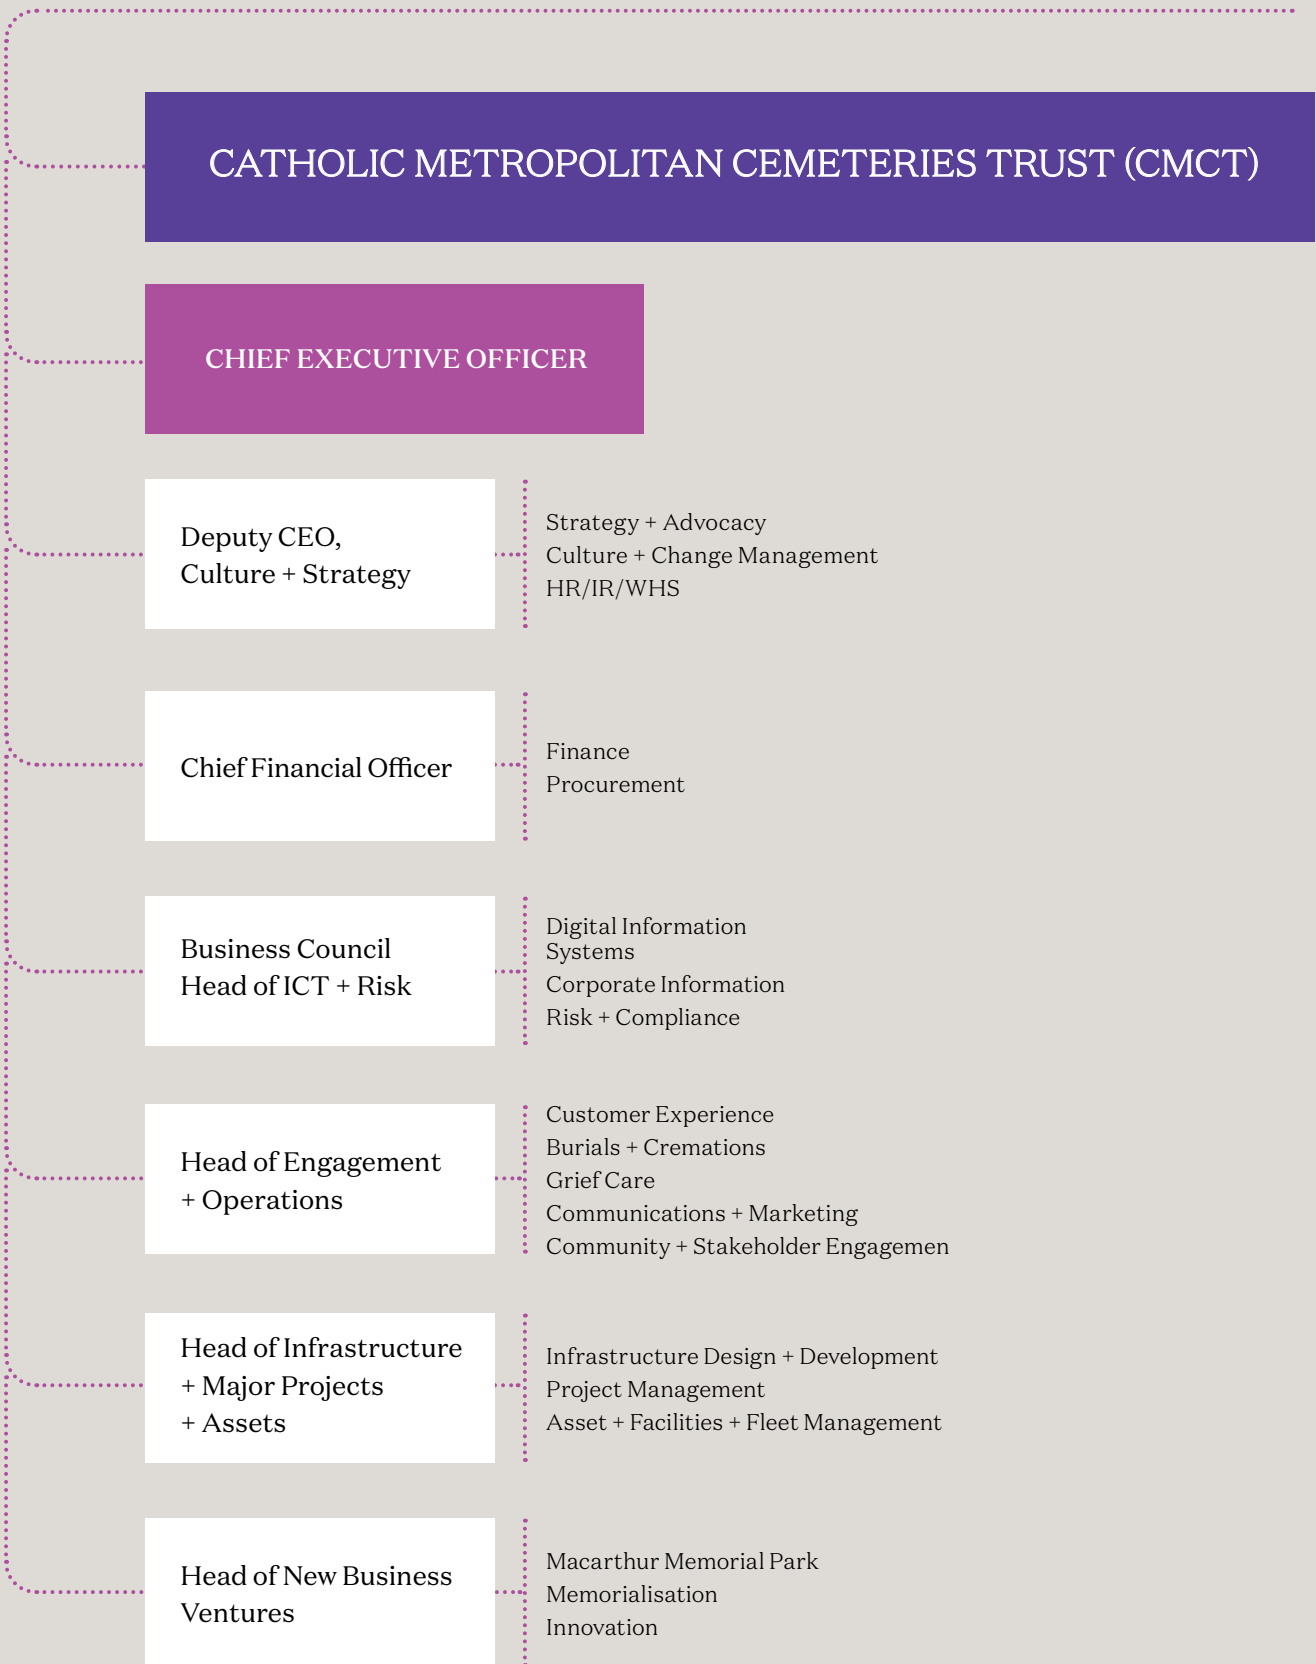 CATHOLIC METROPOLITAN CEMETERIES TRUST (CMCT)
CHIEF EXECUTIVE OFFICER
Deputy CEO,
Culture + Strategy
Strategy + Advocacy
Culture + Change Management
HR/IR/WHS
Chief Financial Officer
Finance
Procurement
Business Council
Head of ICT + Risk
Digital Information
Systems
Corporate Information
Risk + Compliance
Head of Engagement
+ Operations
Customer Experience
Burials + Cremations
Grief Care
Communications + Marketing
Community + Stakeholder Engagemen
Head of Infrastructure
+ Major Projects
+ Assets
Infrastructure Design + Development
Project Management
Asset + Facilities + Fleet Management
Head of New Business
Ventures
Macarthur Memorial Park
Memorialisation
Innovation